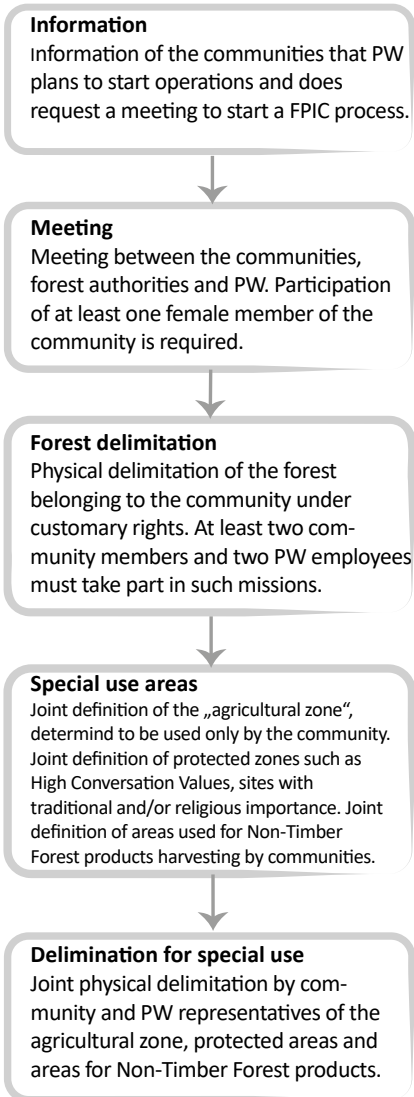 Information
Information of the communities that PW
plans to start operations and does
request a meeting to start a FPIC process.
Meeting
Meeting between the communities,
forest authorities and PW. Participation
of at least one female member of the
community is required.
Forest delimitation
Physical delimitation of the forest
belonging to the community under
customary rights. At least two com-
munity members and two PW employees
must take part in such missions.
Special use areas
Joint definition of the „agricultural zone“,
determind to be used only by the community.
Joint definition of protected zones such as
High Conversation Values, sites with
traditional and/or religious importance. Joint
definition of areas used for Non-Timber
Forest products harvesting by communities.
Delimination for special use
Joint physical delimitation by com-
munity and PW representatives of the
agricultural zone, protected areas and
areas for Non-Timber Forest products.